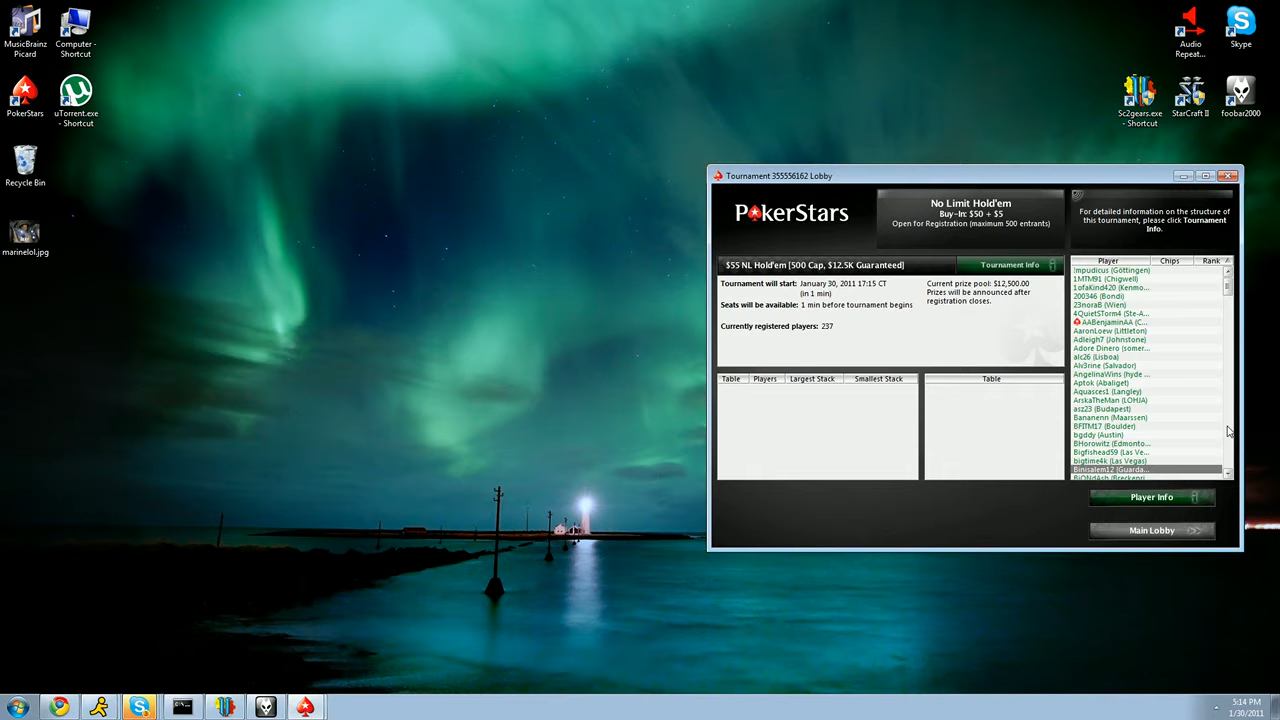 MusicBrainz
Picard
Computer -
Shortcut
PokerStars
uTorrent.exe
- Shortcut
Recycle Bin
marinelol.jpg
Audio
Repeat...
Skype
Sc2gears.exe
- Shortcut
StarCraft II
foobar2000
Tournament 355556162 Lobby
PokerStars
No Limit Hold'em
Buy-In: $50 + $5
Open for Registration (maximum 500 entrants)
For detailed information on the structure of
this tournament, please click Tournament
Info.
$55 NL Hold'em [500 Cap, $12.5K Guaranteed]
Tournament Info
Tournament will start: January 30, 2011 17:15 CT
(in 1 min)
Seats will be available: 1 min before tournament begins
Currently registered players: 237
Current prize pool: $12,500.00
Prizes will be announced after
registration closes.
Table Players Largest Stack Smallest Stack
Table
Player Chips Rank
!mpudicus (Göttingen)
1MTM91 (Chigwell)
1ofaKind420 (Kenmo...
200346 (Bondi)
23noraB (Wien)
4QuietSTorm4 (Ste-A...
AABenjaminAA (C...
AaronLoew (Littleton)
Adleigh7 (Johnstone)
Adore Dinero (somer...
alc26 (Lisboa)
Alv3rine (Salvador)
AngelinaWins (hyde ...
Aptok (Abaliget)
Aquasces1 (Langley)
ArskaTheMan (LOHJA)
asz23 (Budapest)
Bananenn (Maarssen)
BFITM17 (Boulder)
bgddy (Austin)
BHorowitz (Edmonto...
Bigfishead59 (Las Ve...
bigtime4k (Las Vegas)
Binisalem12 (Guarda...
Player Info
Main Lobby
5:14 PM
1/30/2011